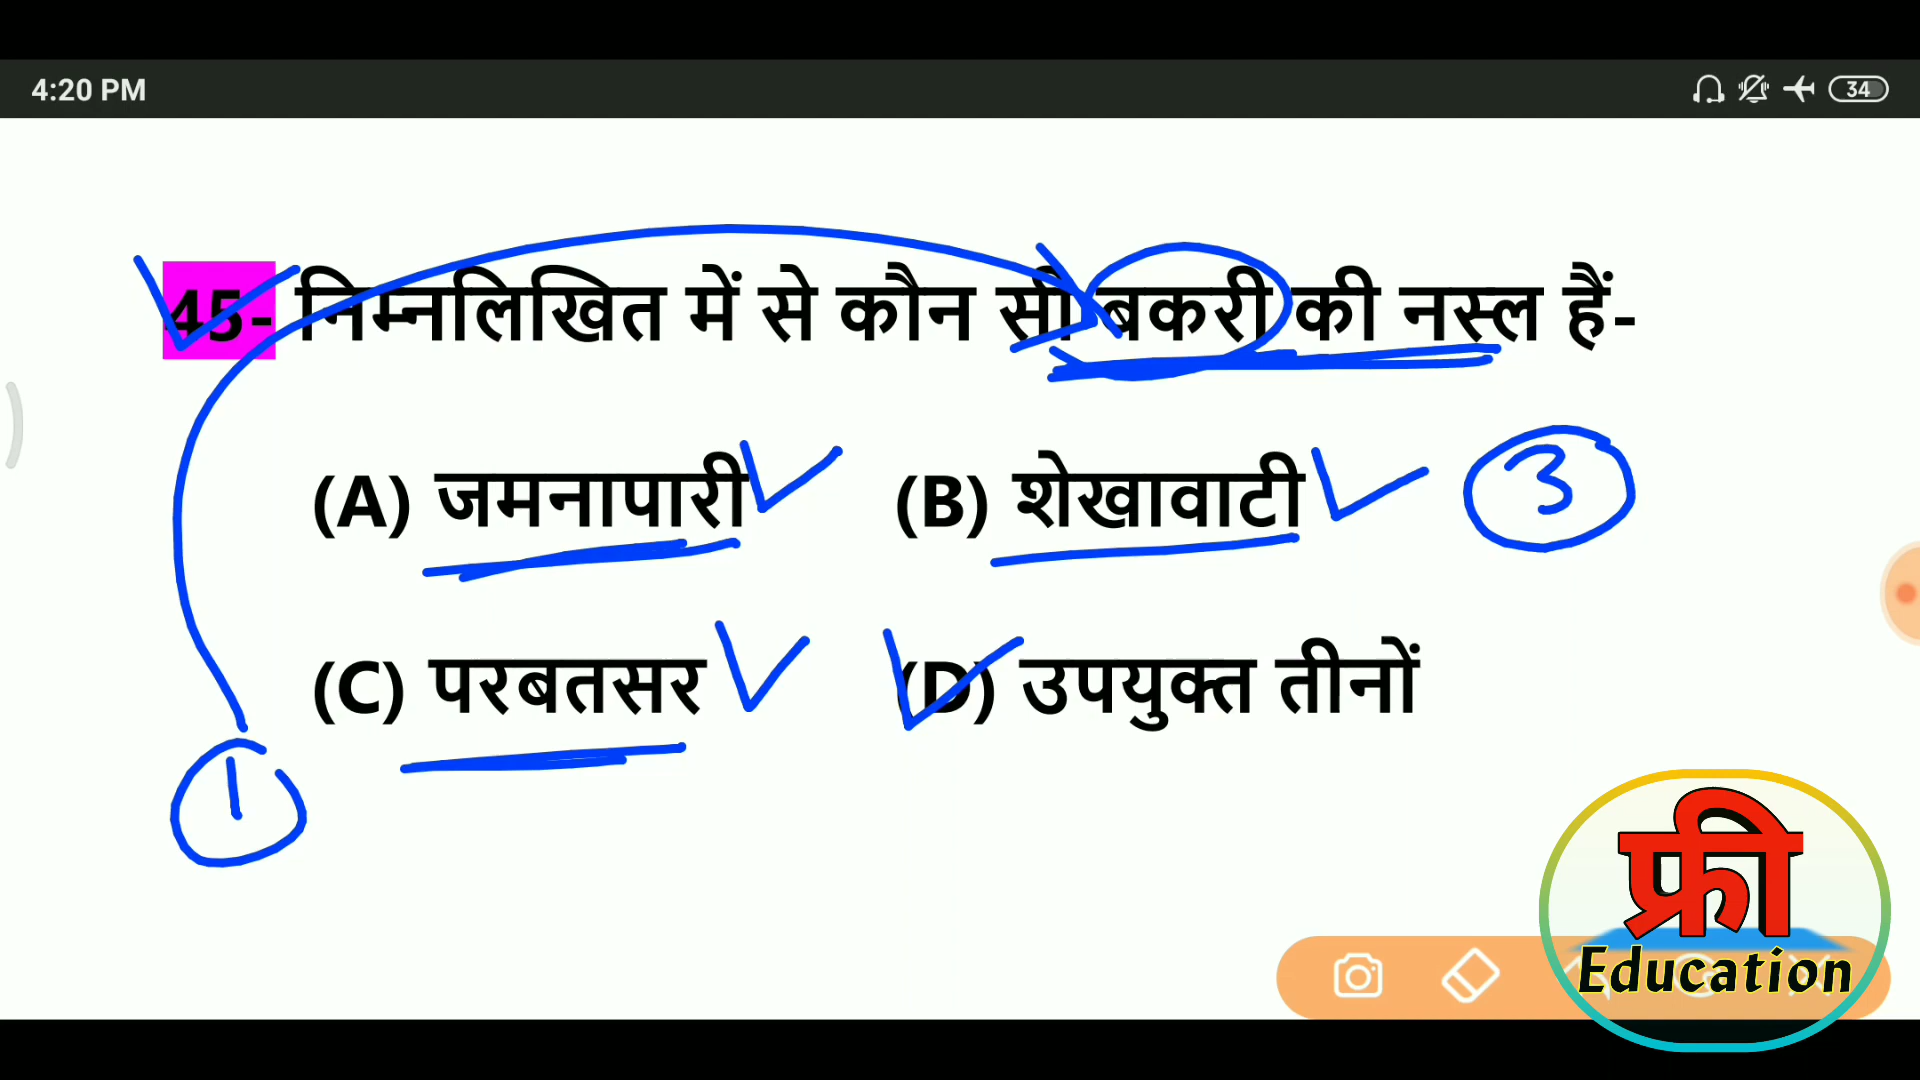 4:20 PM
34
45- निम्नलिखित में से कौन सी बकरी की नस्ल हैं-
(A) जमनापारी (B) शेखावाटी 3
(C) परबतसर (D) उपयुक्त तीनों
1
फ्री
Education